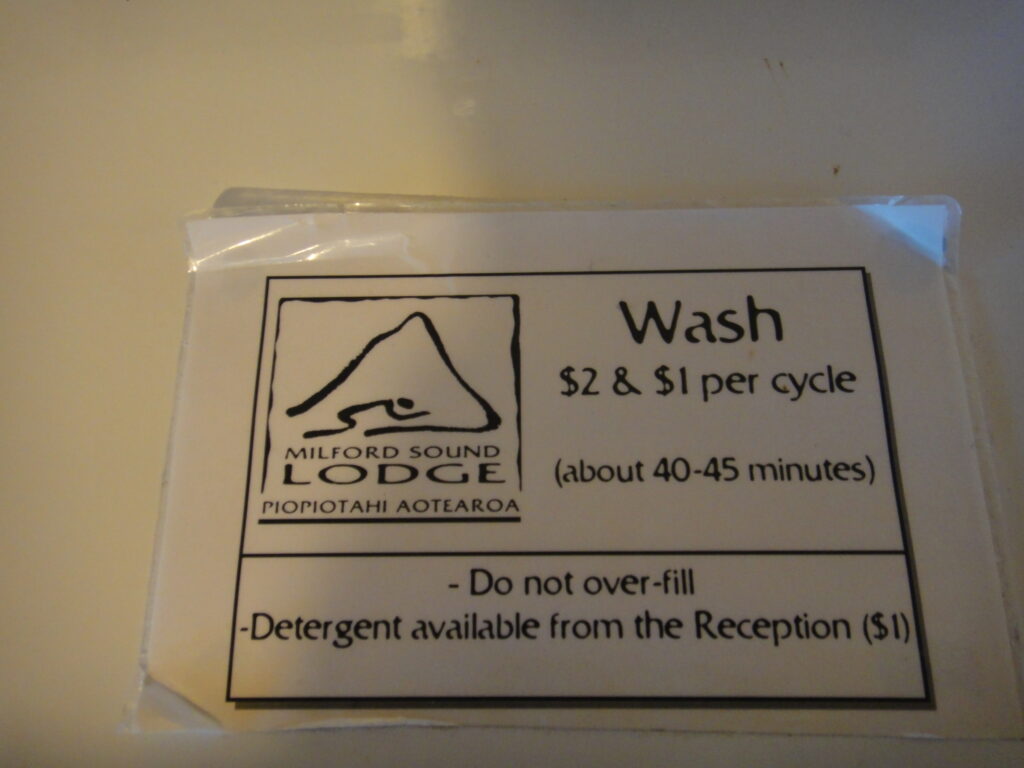 MILFORD SOUND
LODGE
PIOPIOTAHI AOTEAROA
Wash
$2 & $1 per cycle
(about 40-45 minutes)
- Do not over-fill
-Detergent available from the Reception ($1)